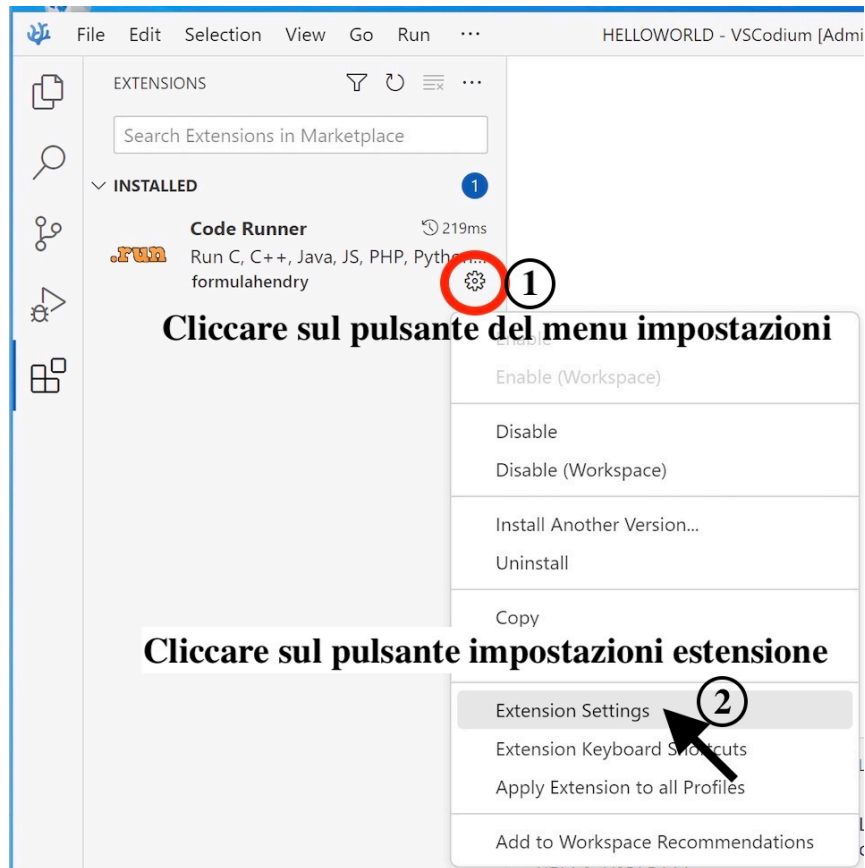 File Edit Selection View Go Run ··· HELLOWORLD - VSCodium [Admi
EXTENSIONS
Search Extensions in Marketplace
INSTALLED 1
Code Runner 219ms
.run
Run C, C++, Java, JS, PHP, Python...
formulahendry
1
Cliccare sul pulsante del menu impostazioni
Enable
Enable (Workspace)
Disable
Disable (Workspace)
Install Another Version...
Uninstall
Copy
Cliccare sul pulsante impostazioni estensione
2
Extension Settings
Extension Keyboard Shortcuts
Apply Extension to all Profiles
Add to Workspace Recommendations